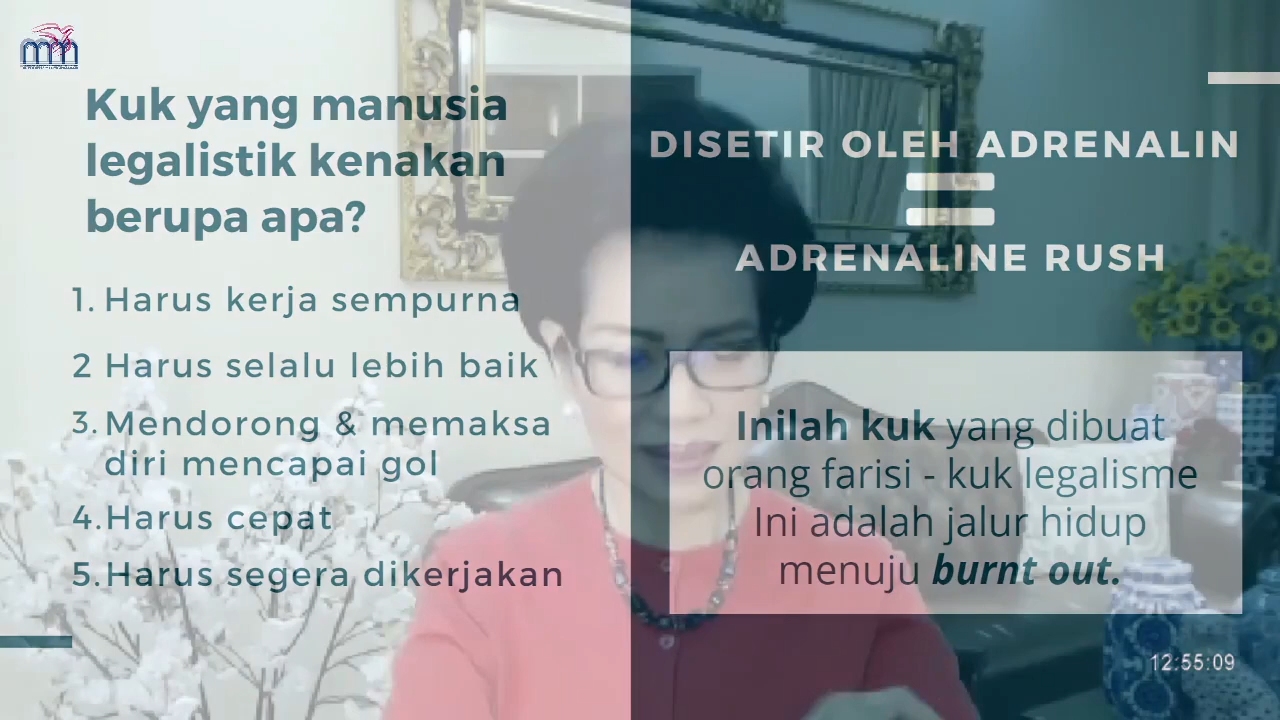 Kuk yang manusia
legalistik kenakan
berupa apa?
1. Harus kerja sempurna
2 Harus selalu lebih baik
3. Mendorong & memaksa
diri mencapai gol
4. Harus cepat
5. Harus segera dikerjakan
DISETIR OLEH ADRENALIN
=
ADRENALINE RUSH
Inilah kuk yang dibuat
orang farisi - kuk legalisme
Ini adalah jalur hidup
menuju burnt out.
12:55:09